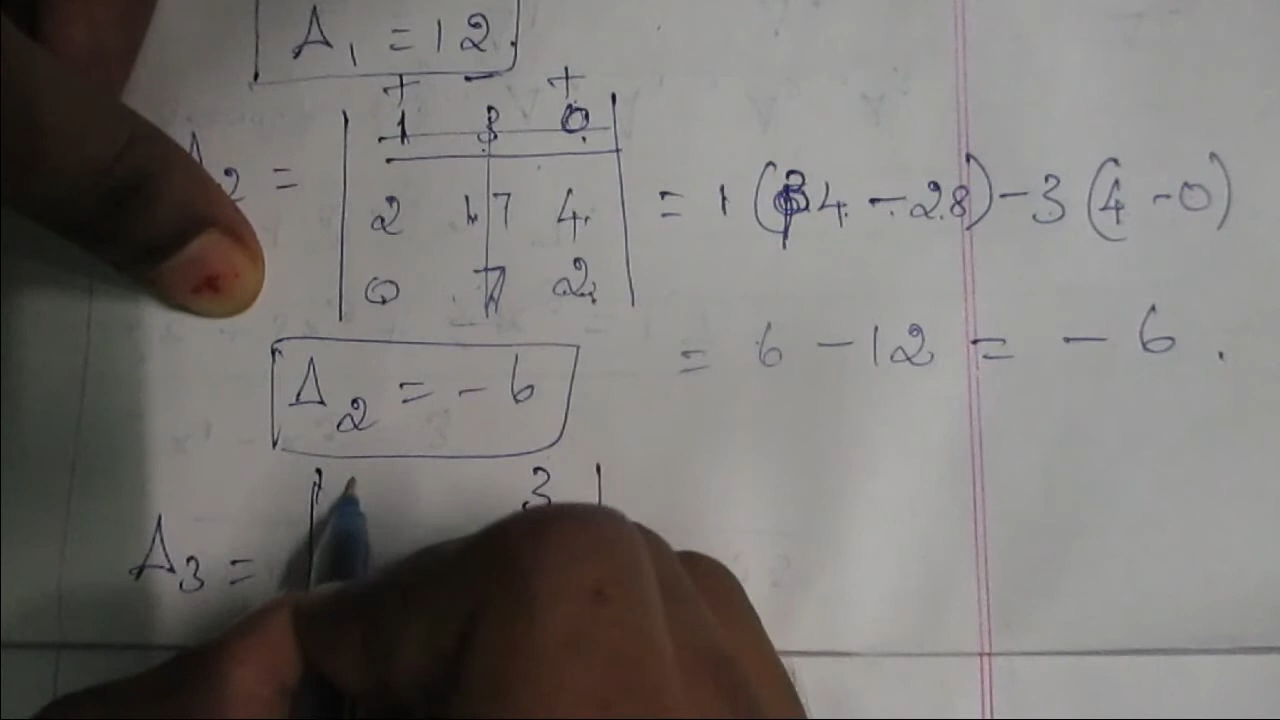 Δ₁ = 12
+ - +
1 3 0
Δ₂ = | 2 17 4 | = 1 (34 - 28) - 3 (4 - 0)
0 7 2
= 6 - 12 = - 6 .
Δ₂ = - 6
3
Δ₃ =